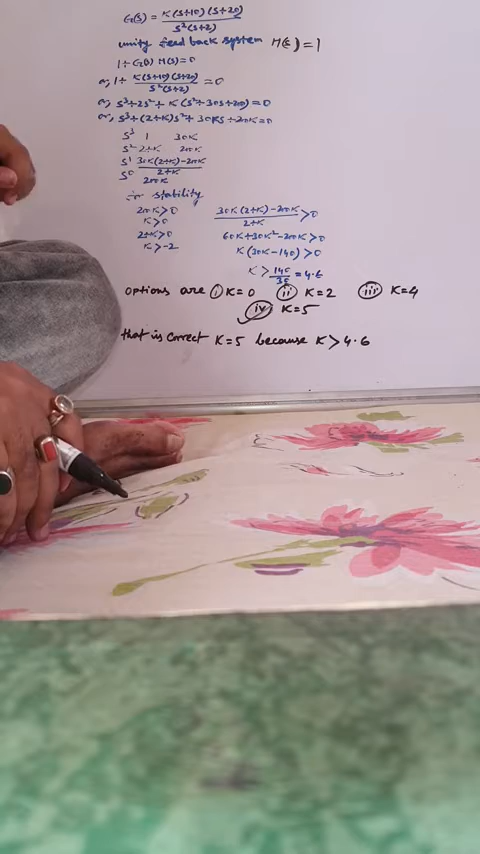 G(s) = K(s+10)(s+20) / s²(s+2)
unity feed back system H(s) = 1
1+G(s) H(s) = 0
or, 1+ K(s+10)(s+20) / s²(s+2) = 0
or, s³+2s²+K(s²+30s+200) = 0
or, s³+(2+K)s²+30Ks+200K = 0
s³ 1 30K
s² 2+K 200K
s¹ 30K(2+K)-200K / 2+K
s⁰ 200K
for stability
200K > 0
K > 0
2+K > 0
K > -2
30K(2+K)-200K / 2+K > 0
60K+30K²-200K > 0
K(30K-140) > 0
K > 140/30 = 4.6
options are (i) K=0 (ii) K=2 (iii) K=4
(iv) K=5
that is correct K=5 because K > 4.6